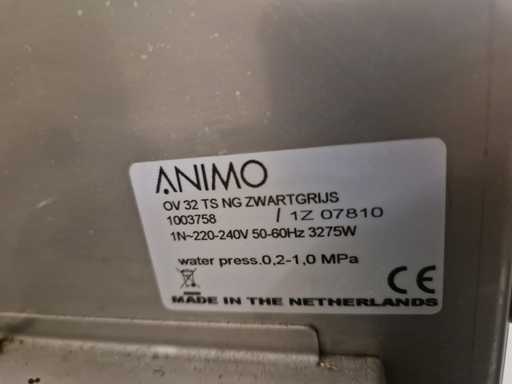 ANIMO
OV 32 TS NG ZWARTGRIJS
1003758 / 1Z 07810
1N~220-240V 50-60Hz 3275W
water press.0,2-1,0 MPa
CE
MADE IN THE NETHERLANDS